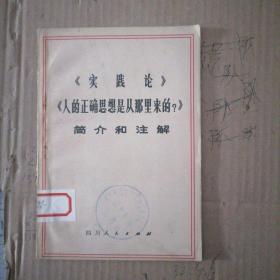 《实践论》
《人的正确思想是从那里来的?》
简介和注解
四川人民出版社